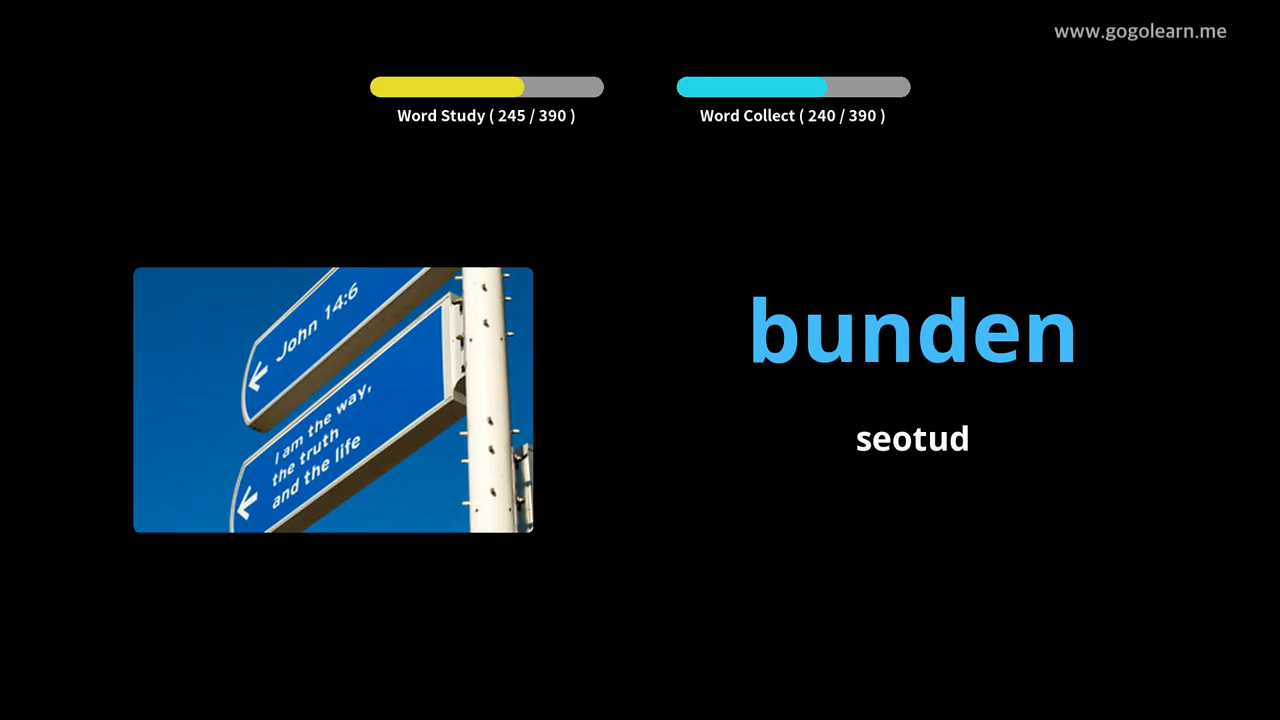 www.gogolearn.me
Word Study ( 245 / 390 )
Word Collect ( 240 / 390 )
John 14:6
I am the way,
the truth
and the life
bunden
seotud